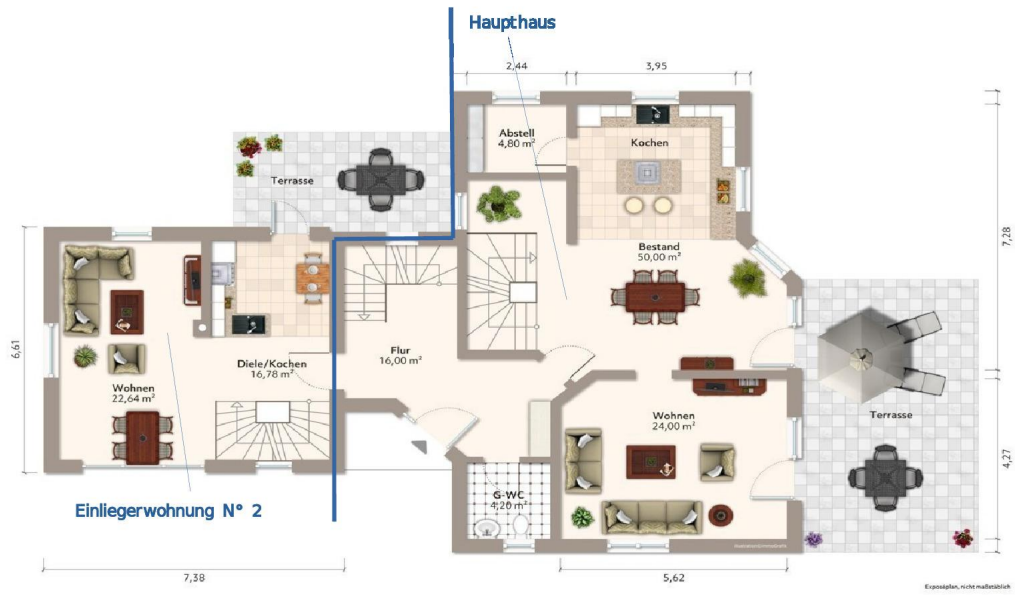 Haupthaus
2,44
3,95
Abstell
4,80 m²
Kochen
Terrasse
7,28
Bestand
50,00 m²
6,61
Flur
16,00 m²
Diele/Kochen
16,78 m²
Wohnen
22,64 m²
Wohnen
24,00 m²
Terrasse
4,27
G-WC
4,20 m²
Einliegerwohnung N° 2
7,38
5,62
Exposéplan, nicht maßstäblich